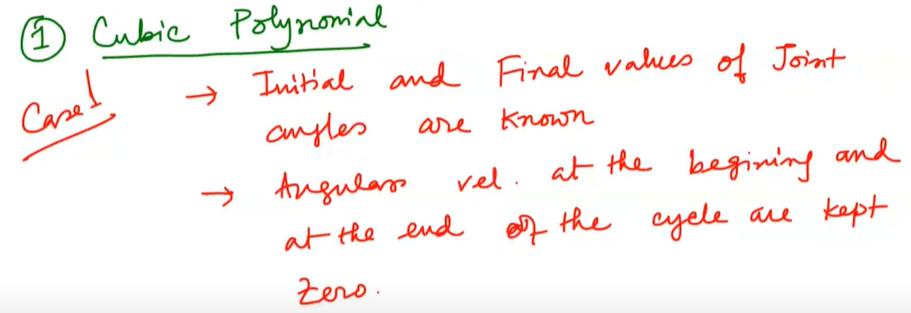 ① Cubic Polynomial
Case 1
→ Initial and Final values of Joint
angles are known
→ Angular vel. at the begining and
at the end of the cycle are kept
Zero.